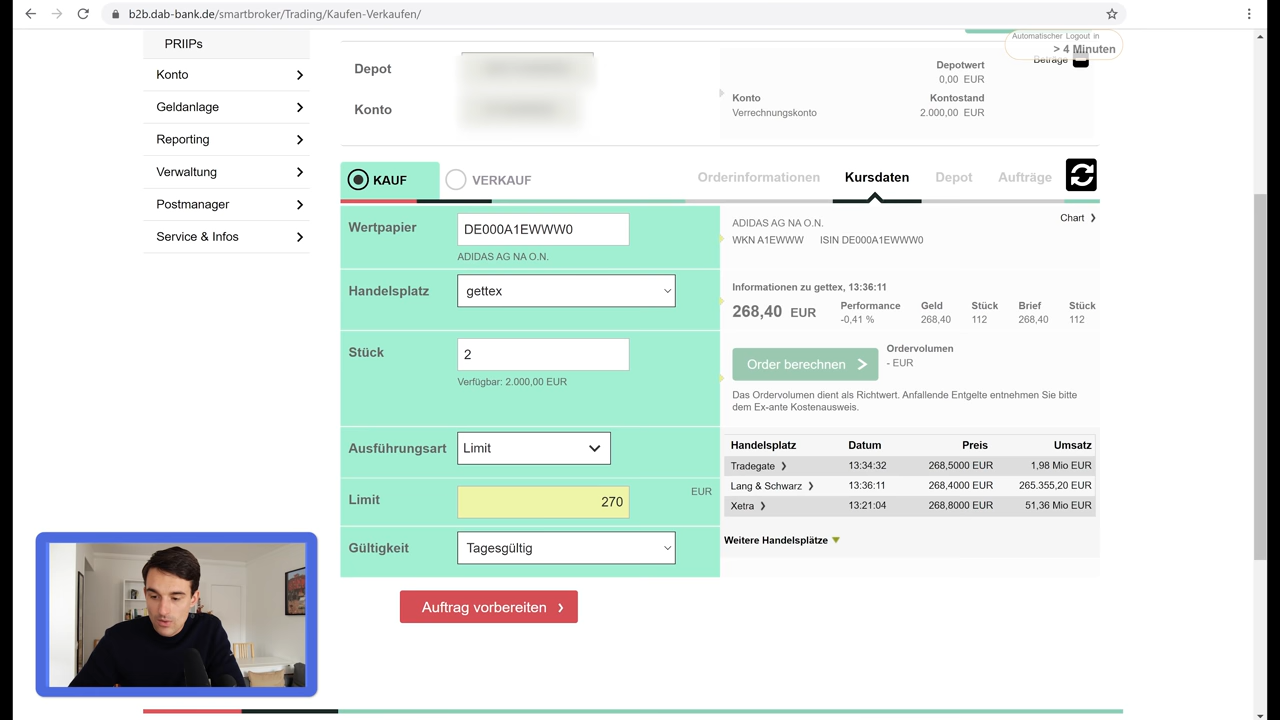 b2b.dab-bank.de/smartbroker/Trading/Kaufen-Verkaufen/
PRIIPs
Konto
Geldanlage
Reporting
Verwaltung
Postmanager
Service & Infos
Automatischer Logout in
> 4 Minuten
Beträge
Depot
Konto
Depotwert
0,00 EUR
Konto Kontostand
Verrechnungskonto 2.000,00 EUR
KAUF VERKAUF
Orderinformationen Kursdaten Depot Aufträge
Wertpapier DE000A1EWWW0
ADIDAS AG NA O.N.
Handelsplatz gettex
Stück 2
Verfügbar: 2.000,00 EUR
Ausführungsart Limit
Limit 270 EUR
Gültigkeit Tagesgültig
Auftrag vorbereiten
Chart
ADIDAS AG NA O.N.
WKN A1EWWW ISIN DE000A1EWWW0
Informationen zu gettex, 13:36:11
268,40 EUR
Performance Geld Stück Brief Stück
-0,41 % 268,40 112 268,40 112
Order berechnen
Ordervolumen
- EUR
Das Ordervolumen dient als Richtwert. Anfallende Entgelte entnehmen Sie bitte
dem Ex-ante Kostenausweis.
Handelsplatz Datum Preis Umsatz
Tradegate 13:34:32 268,5000 EUR 1,98 Mio EUR
Lang & Schwarz 13:36:11 268,4000 EUR 265.355,20 EUR
Xetra 13:21:04 268,8000 EUR 51,36 Mio EUR
Weitere Handelsplätze